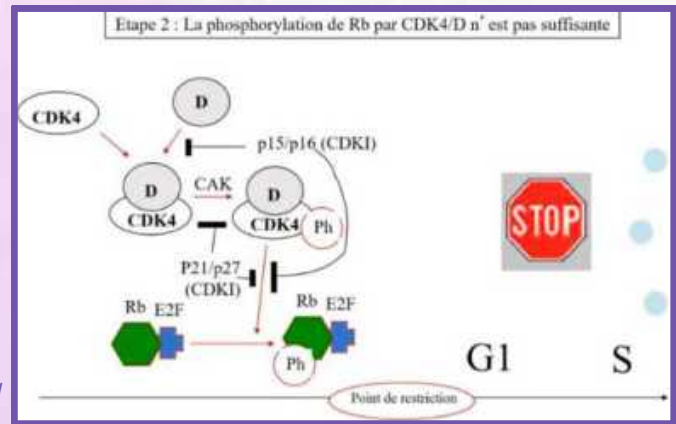 Etape 2 : La phosphorylation de Rb par CDK4/D n' est pas suffisante
CDK4
D
p15/p16 (CDKI)
D
CDK4
CAK
D
CDK4
Ph
STOP
P21/p27
(CDKI)
Rb E2F
Rb E2F
Ph
G1
S
Point de restriction